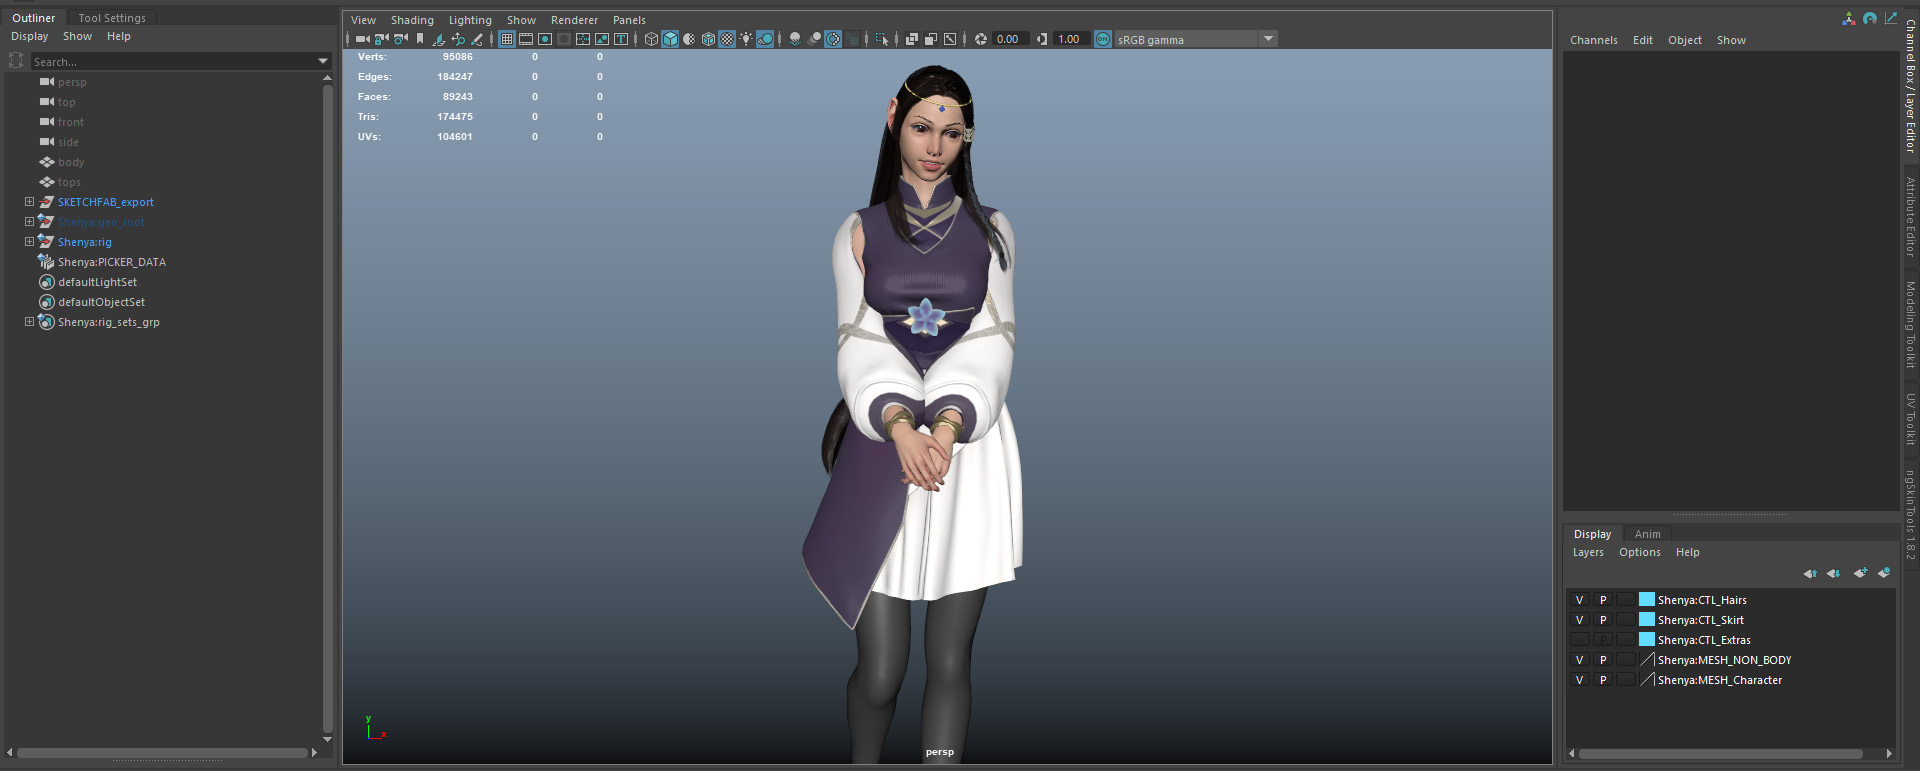 Outliner Tool Settings
Display Show Help
Search...
persp
top
front
side
body
tops
SKETCHFAB_export
Shenya:geo_root
Shenya:rig
Shenya:PICKER_DATA
defaultLightSet
defaultObjectSet
Shenya:rig_sets_grp
View Shading Lighting Show Renderer Panels
0.00 1.00 ON sRGB gamma
Verts: 95086 0 0
Edges: 184247 0 0
Faces: 89243 0 0
Tris: 174475 0 0
UVs: 104601 0 0
y
x
persp
Channels Edit Object Show
Display Anim
Layers Options Help
V P Shenya:CTL_Hairs
V P Shenya:CTL_Skirt
P Shenya:CTL_Extras
V P Shenya:MESH_NON_BODY
V P Shenya:MESH_Character
Channel Box / Layer Editor
Attribute Editor
Modeling Toolkit
UV Toolkit
ngSkinTools 1.8.2